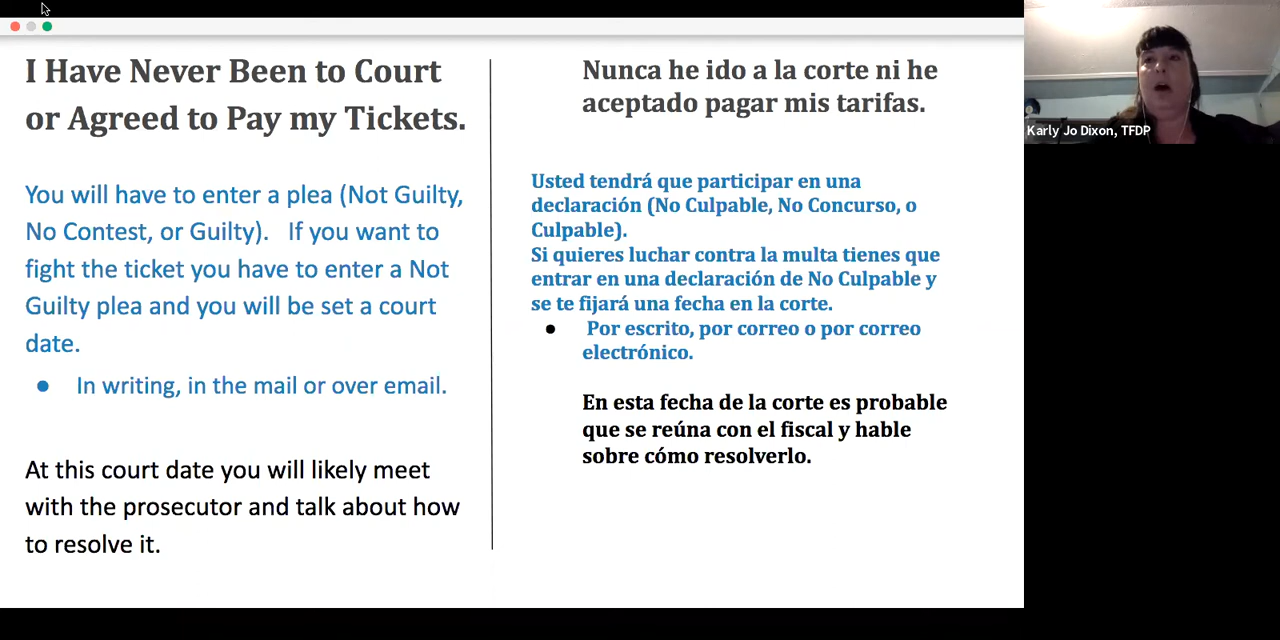 I Have Never Been to Court
or Agreed to Pay my Tickets.
You will have to enter a plea (Not Guilty,
No Contest, or Guilty). If you want to
fight the ticket you have to enter a Not
Guilty plea and you will be set a court
date.
● In writing, in the mail or over email.
At this court date you will likely meet
with the prosecutor and talk about how
to resolve it.
Nunca he ido a la corte ni he
aceptado pagar mis tarifas.
Usted tendrá que participar en una
declaración (No Culpable, No Concurso, o
Culpable).
Si quieres luchar contra la multa tienes que
entrar en una declaración de No Culpable y
se te fijará una fecha en la corte.
● Por escrito, por correo o por correo
electrónico.
En esta fecha de la corte es probable
que se reúna con el fiscal y hable
sobre cómo resolverlo.
Karly Jo Dixon, TFDP